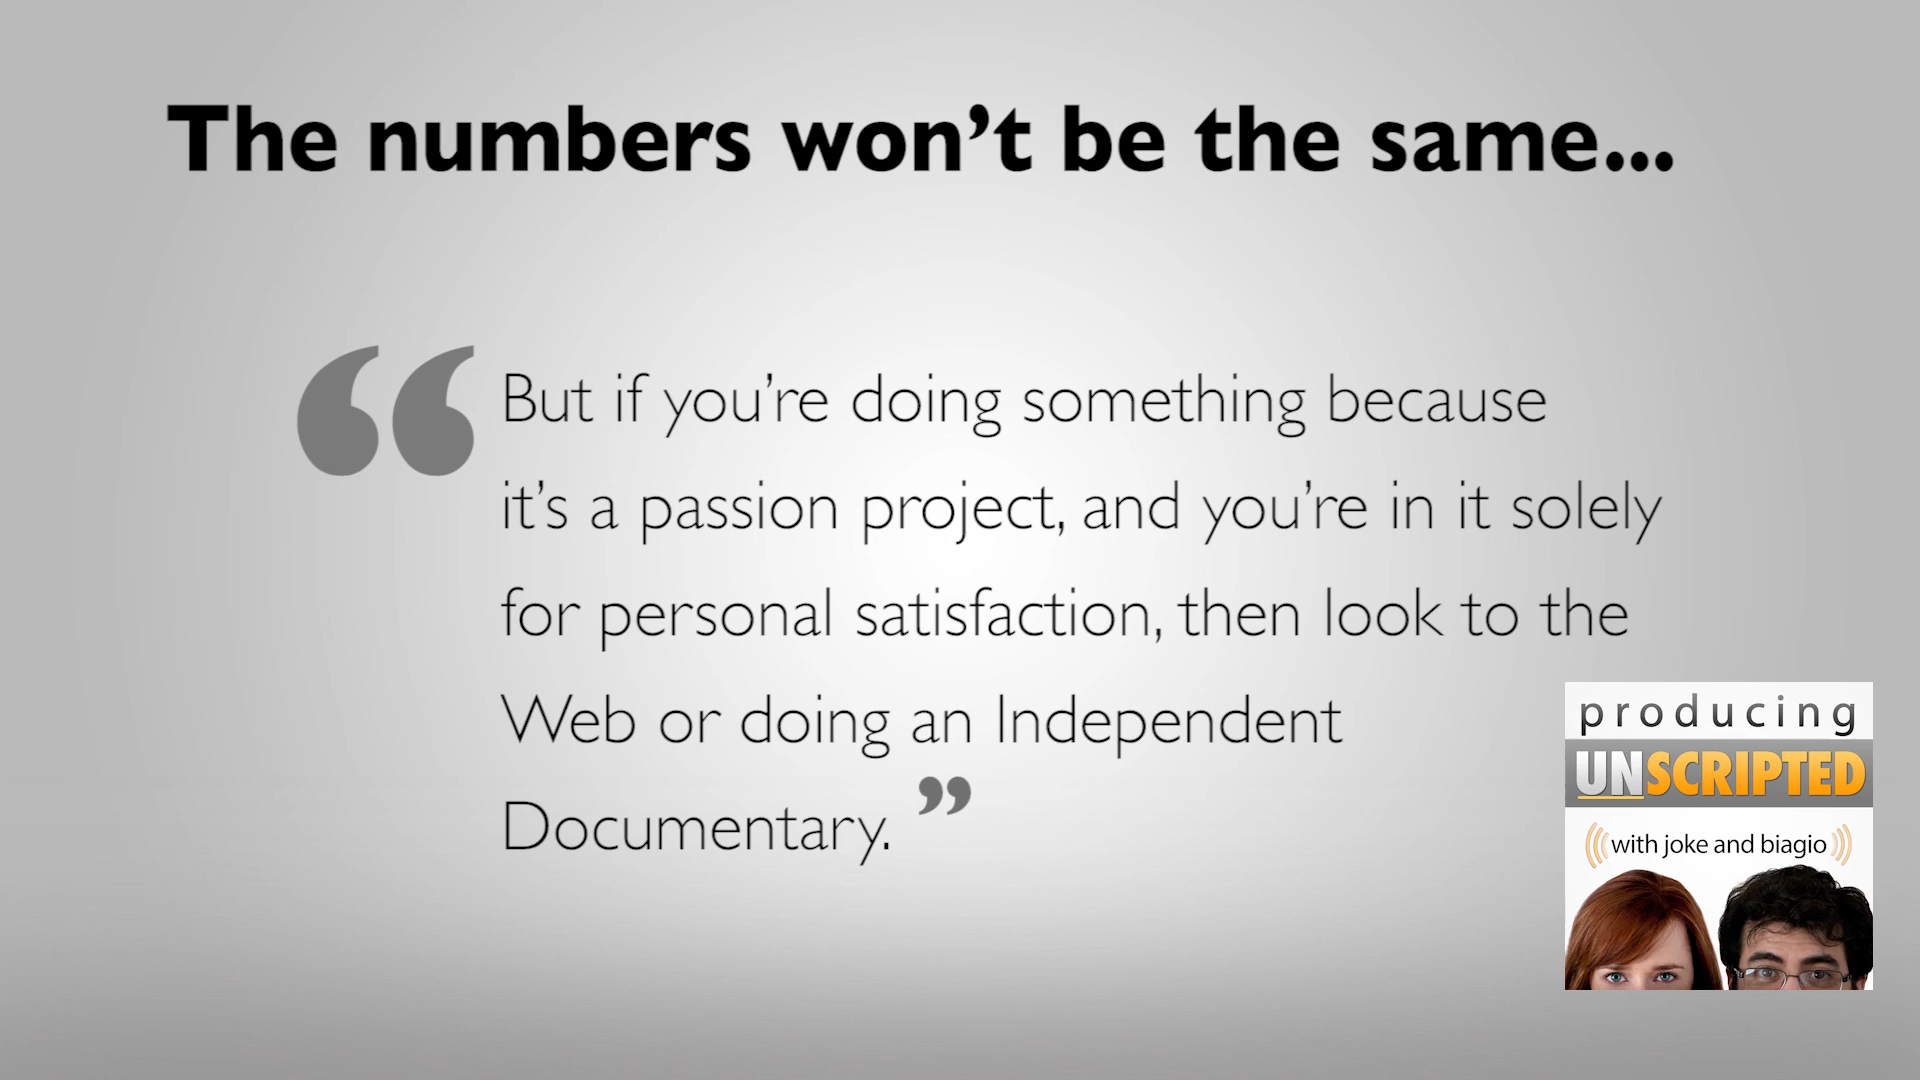 The numbers won’t be the same...
“But if you’re doing something because
it’s a passion project, and you’re in it solely
for personal satisfaction, then look to the
Web or doing an Independent
Documentary.”
producing
UNSCRIPTED
with joke and biagio